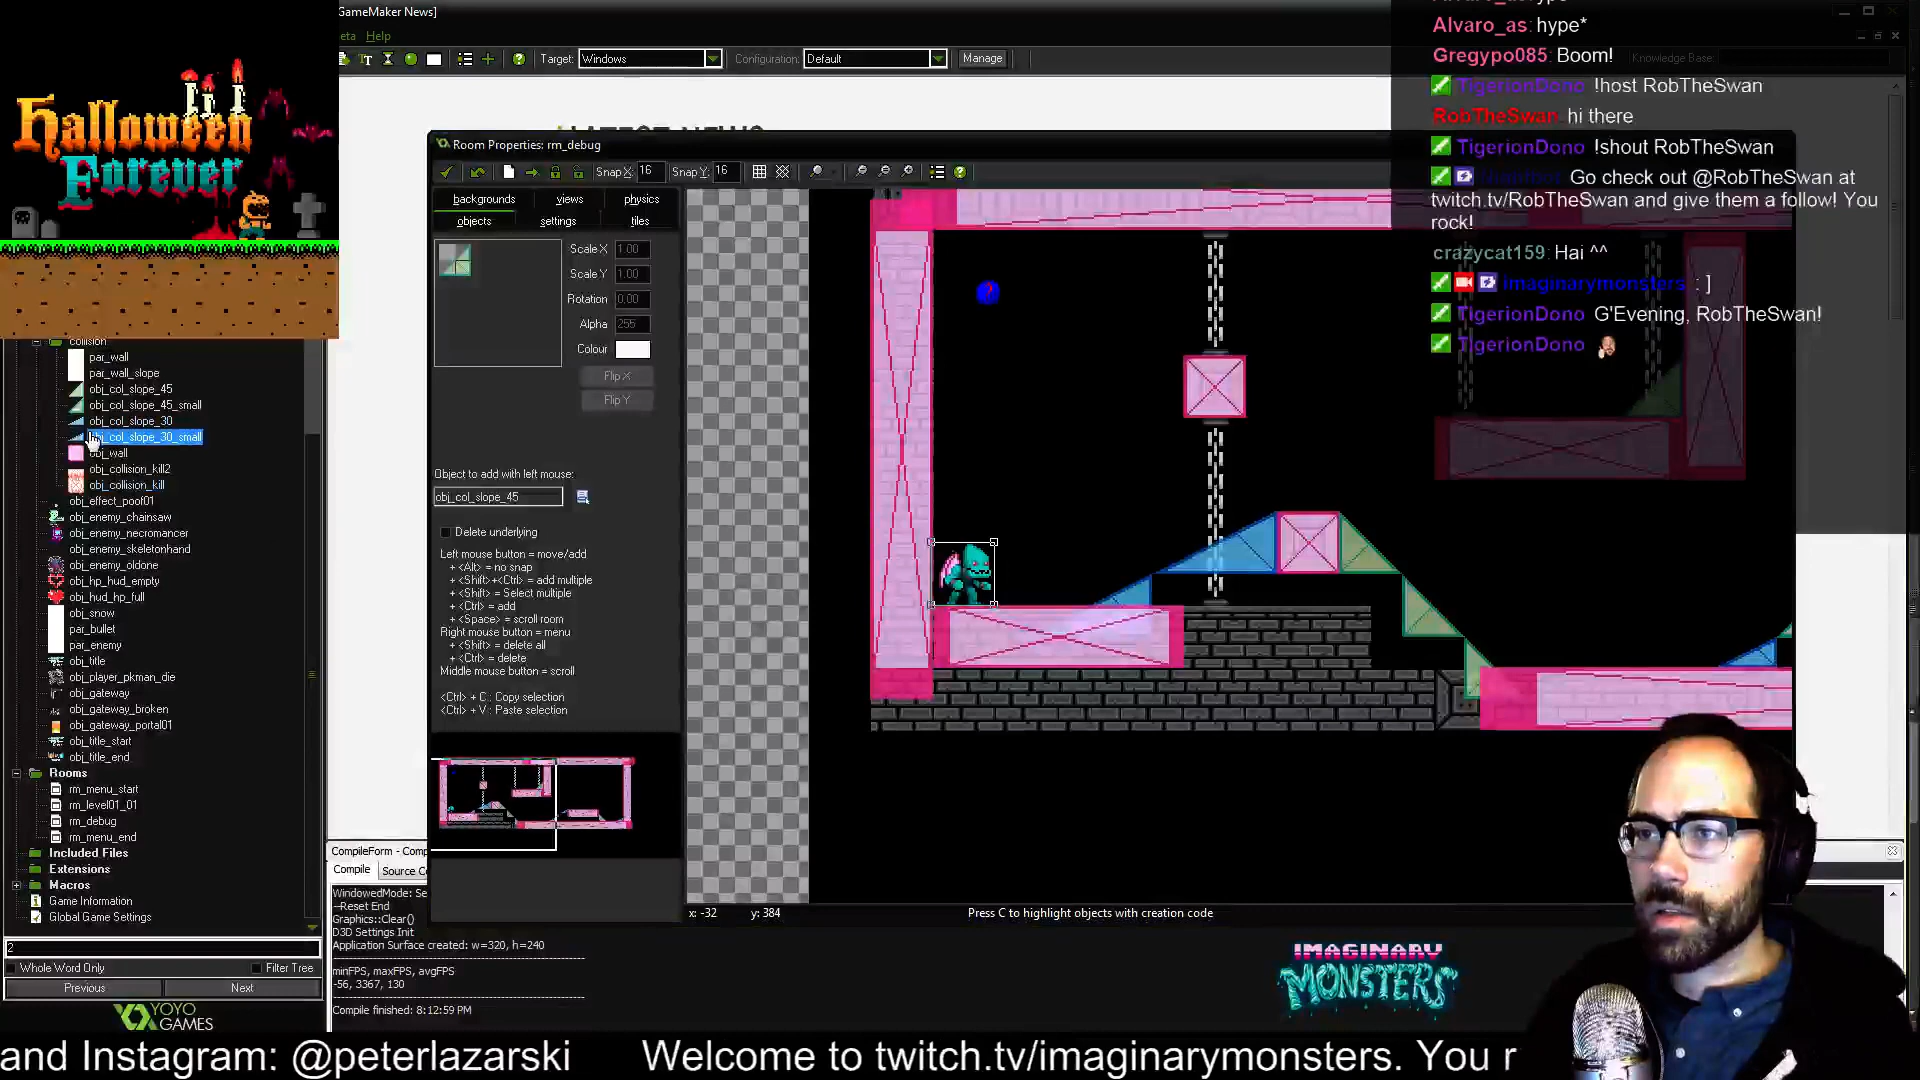 GameMaker News]
eta Help
Target: Windows Configuration: Default Manage
Knowledge Base:
Halloween
Forever
LATEST NEWS
Room Properties: rm_debug
Snap X: 16 Snap Y: 16
backgrounds views physics
objects settings tiles
Scale X 1.00
Scale Y 1.00
Rotation 0.00
Alpha 255
Colour
Flip X
Flip Y
Object to add with left mouse:
obj_col_slope_45
Delete underlying
Left mouse button = move/add
+ <Alt> = no snap
+ <Shift>+<Ctrl> = add multiple
+ <Shift> = Select multiple
+ <Ctrl> = add
+ <Space> = scroll room
Right mouse button = menu
+ <Shift> = delete all
+ <Ctrl> = delete
Middle mouse button = scroll
<Ctrl> + C : Copy selection
<Ctrl> + V : Paste selection
x: -32 y: 384 Press C to highlight objects with creation code
collision
par_wall
par_wall_slope
obj_col_slope_45
obj_col_slope_45_small
obj_col_slope_30
obj_col_slope_30_small
obj_wall
obj_collision_kill2
obj_collision_kill
obj_effect_poof01
obj_enemy_chainsaw
obj_enemy_necromancer
obj_enemy_skeletonhand
obj_enemy_oldone
obj_hp_hud_empty
obj_hud_hp_full
obj_snow
par_bullet
par_enemy
obj_title
obj_player_pkman_die
obj_gateway
obj_gateway_broken
obj_gateway_portal01
obj_title_start
obj_title_end
Rooms
rm_menu_start
rm_level01_01
rm_debug
rm_menu_end
Included Files
Extensions
Macros
Game Information
Global Game Settings
2
Whole Word Only Filter Tree
Previous Next
YOYO
GAMES
CompileForm - Comp
Compile Source Co
WindowedMode: Se
--Reset End
Graphics::Clear()
D3D Settings Init
Application Surface created: w=320, h=240
minFPS, maxFPS, avgFPS
-56, 3367, 130
Compile finished: 8:12:59 PM
Alvaro_as: hype*
Gregypo085: Boom!
TigerionDono !host RobTheSwan
RobTheSwan: hi there
TigerionDono !shout RobTheSwan
Go check out @RobTheSwan at
twitch.tv/RobTheSwan and give them a follow! You
rock!
crazycat159: Hai ^^
imaginarymonsters : ]
TigerionDono G'Evening, RobTheSwan!
TigerionDono
IMAGINARY
MONSTERS
and Instagram: @peterlazarski Welcome to twitch.tv/imaginarymonsters. You r